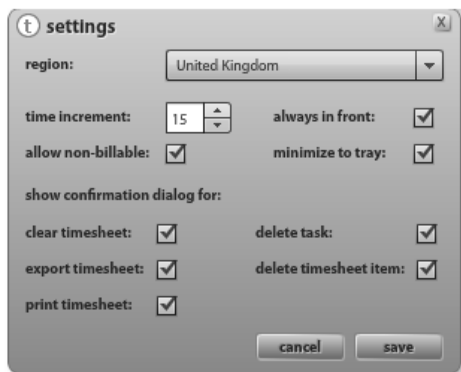 t settings X
region: United Kingdom
time increment: 15 always in front:
allow non-billable: minimize to tray:
show confirmation dialog for:
clear timesheet: delete task:
export timesheet: delete timesheet item:
print timesheet:
cancel save